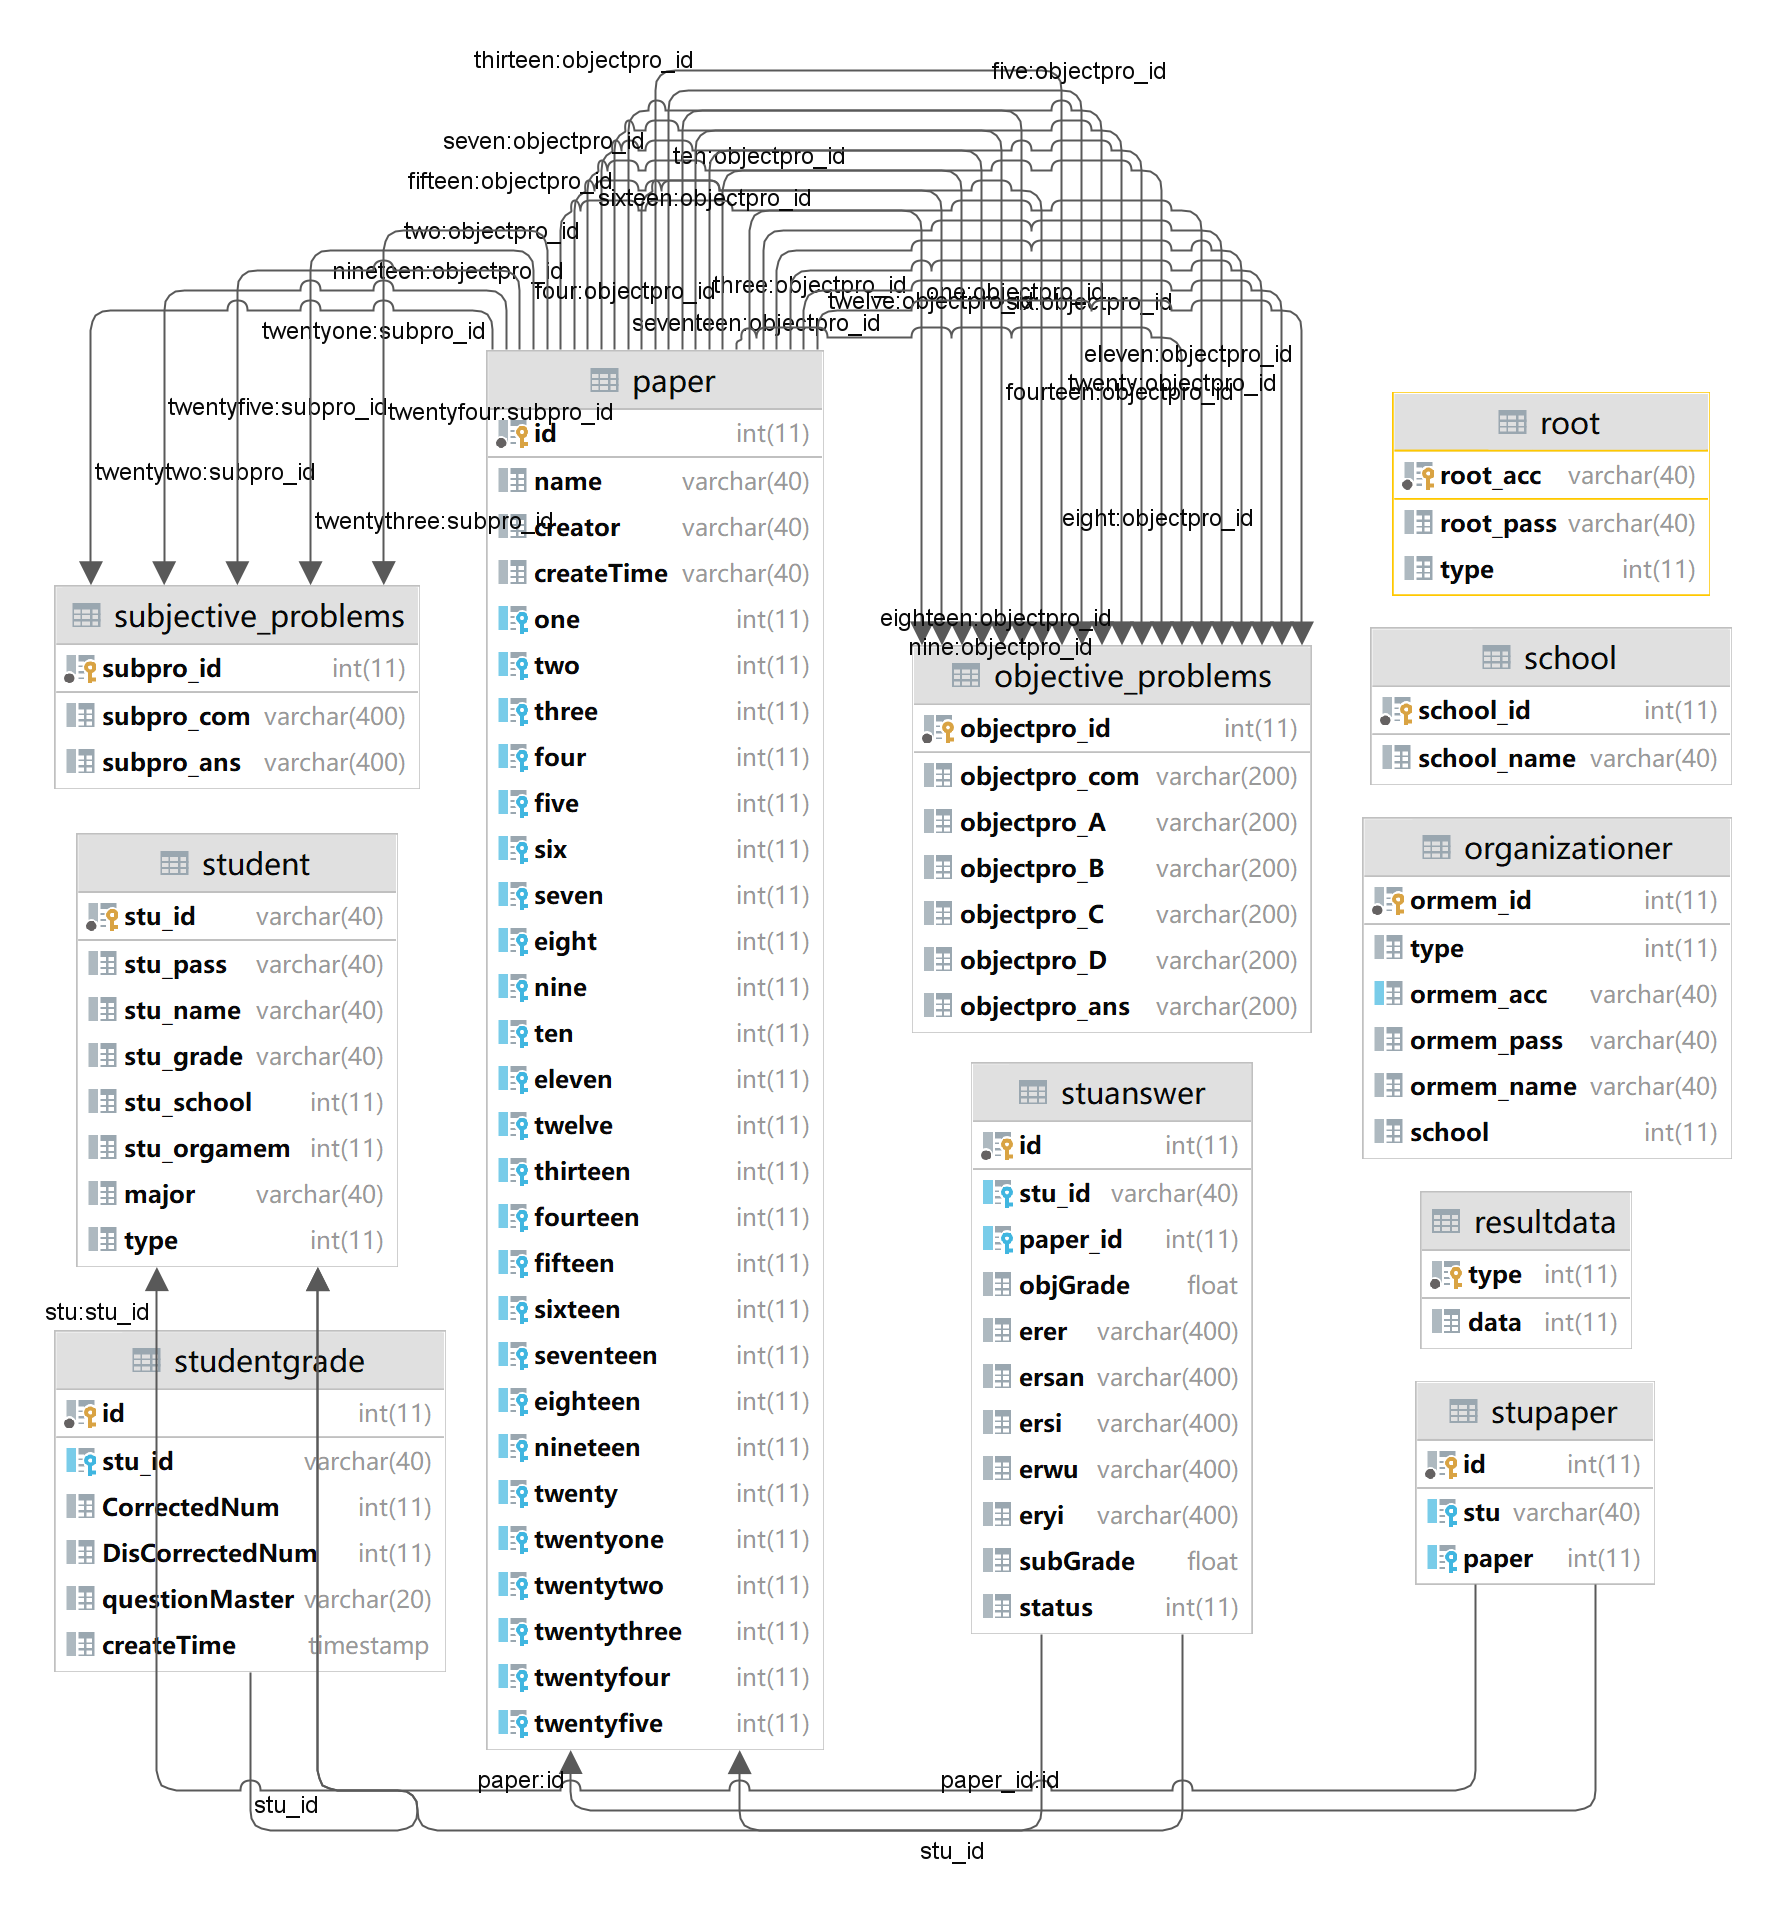 thirteen:objectpro_id
five:objectpro_id
seven:objectpro_id
ten:objectpro_id
fifteen:objectpro_id
sixteen:objectpro_id
two:objectpro_id
nineteen:objectpro_id
four:objectpro_id
three:objectpro_id
twelve:objectpro_id
one:objectpro_id
six:objectpro_id
seventeen:objectpro_id
twentyone:subpro_id
eleven:objectpro_id
twenty:objectpro_id
fourteen:objectpro_id
twentyfive:subpro_id
twentyfour:subpro_id
twentytwo:subpro_id
twentythree:subpro_id
eight:objectpro_id
eighteen:objectpro_id
nine:objectpro_id
paper
id int(11)
name varchar(40)
creator varchar(40)
createTime varchar(40)
one int(11)
two int(11)
three int(11)
four int(11)
five int(11)
six int(11)
seven int(11)
eight int(11)
nine int(11)
ten int(11)
eleven int(11)
twelve int(11)
thirteen int(11)
fourteen int(11)
fifteen int(11)
sixteen int(11)
seventeen int(11)
eighteen int(11)
nineteen int(11)
twenty int(11)
twentyone int(11)
twentytwo int(11)
twentythree int(11)
twentyfour int(11)
twentyfive int(11)
root
root_acc varchar(40)
root_pass varchar(40)
type int(11)
subjective_problems
subpro_id int(11)
subpro_com varchar(400)
subpro_ans varchar(400)
objective_problems
objectpro_id int(11)
objectpro_com varchar(200)
objectpro_A varchar(200)
objectpro_B varchar(200)
objectpro_C varchar(200)
objectpro_D varchar(200)
objectpro_ans varchar(200)
school
school_id int(11)
school_name varchar(40)
student
stu_id varchar(40)
stu_pass varchar(40)
stu_name varchar(40)
stu_grade varchar(40)
stu_school int(11)
stu_orgamem int(11)
major varchar(40)
type int(11)
organizationer
ormem_id int(11)
type int(11)
ormem_acc varchar(40)
ormem_pass varchar(40)
ormem_name varchar(40)
school int(11)
stuanswer
id int(11)
stu_id varchar(40)
paper_id int(11)
objGrade float
erer varchar(400)
ersan varchar(400)
ersi varchar(400)
erwu varchar(400)
eryi varchar(400)
subGrade float
status int(11)
resultdata
type int(11)
data int(11)
stu:stu_id
studentgrade
id int(11)
stu_id varchar(40)
CorrectedNum int(11)
DisCorrectedNum int(11)
questionMaster varchar(20)
createTime timestamp
stupaper
id int(11)
stu varchar(40)
paper int(11)
paper:id
paper_id:id
stu_id
stu_id